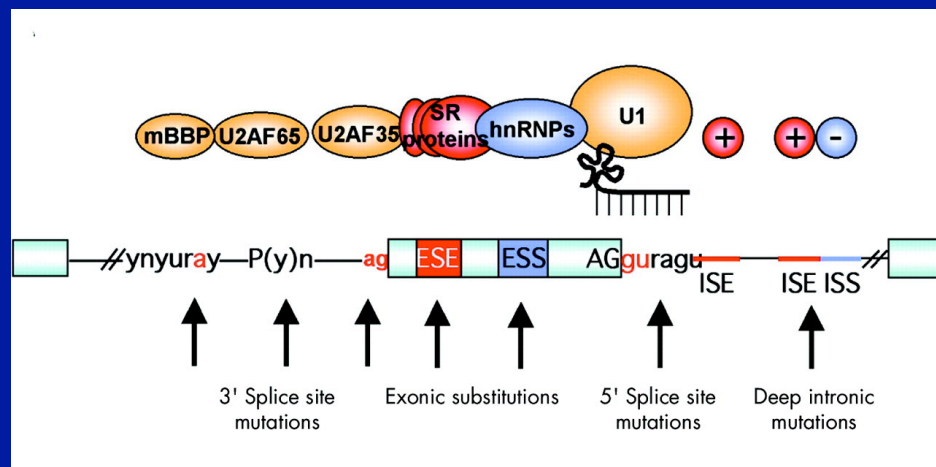 mBBP U2AF65 U2AF35 SR proteins hnRNPs U1 + + -
ynyuray P(y)n ag ESE ESS AGguragu
ISE ISE ISS
3' Splice site mutations
Exonic substitutions
5' Splice site mutations
Deep intronic mutations